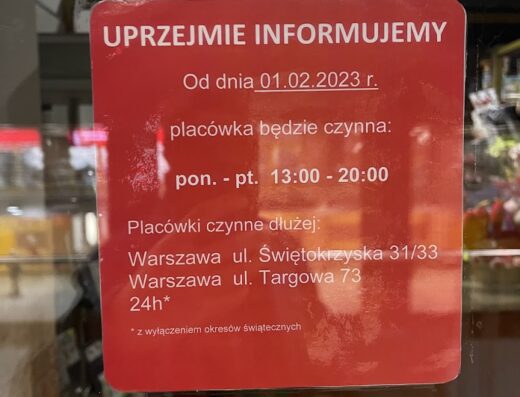 UPRZEJMIE INFORMUJEMY
Od dnia 01.02.2023 r.
placówka będzie czynna:
pon. - pt. 13:00 - 20:00
Placówki czynne dłużej:
Warszawa ul. Świętokrzyska 31/33
Warszawa ul. Targowa 73
24h*
* z wyłączeniem okresów świątecznych